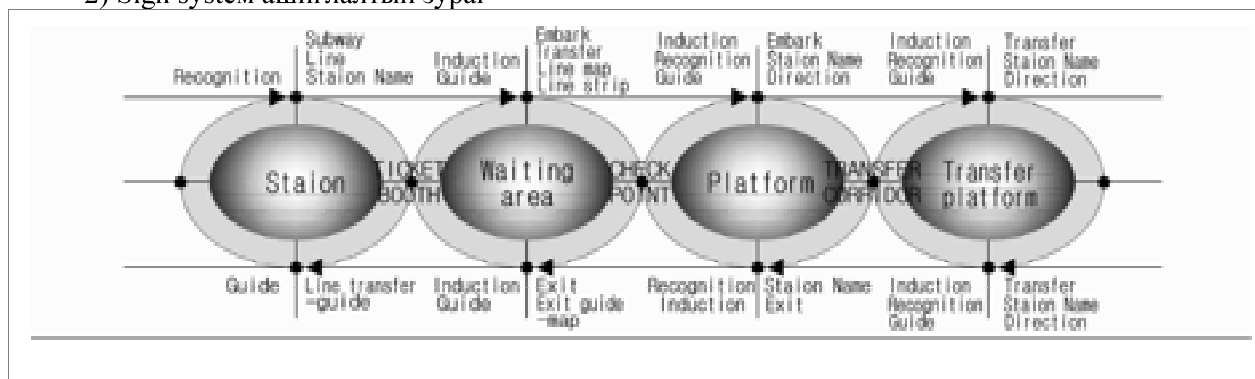 2) Sign system ашиглалтын зураг
Recognition
Subway
Line
Staion Name
Induction
Guide
Embark
Transfer
Line map
Line strip
Induction
Recognition
Guide
Embark
Staion Name
Direction
Induction
Recognition
Guide
Transfer
Staion Name
Direction
Staion
TICKET
BOOTH
Waiting
area
CHECK
POINT
Platform
TRANSFER
CORRIDOR
Transfer
platform
Guide
Line transfer
-guide
Induction
Guide
Exit
Exit guide
-map
Recognition
Induction
Staion Name
Exit
Induction
Recognition
Guide
Transfer
Staion Name
Direction